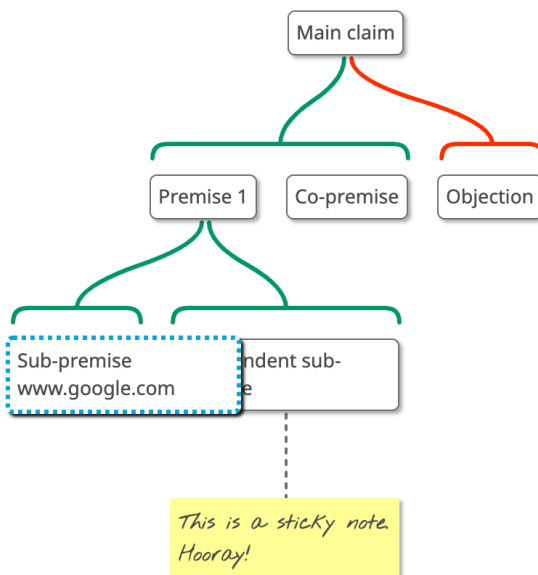 Main claim
Premise 1
Co-premise
Objection
Sub-premise
www.google.com
ndent sub-
e
This is a sticky note.
Hooray!